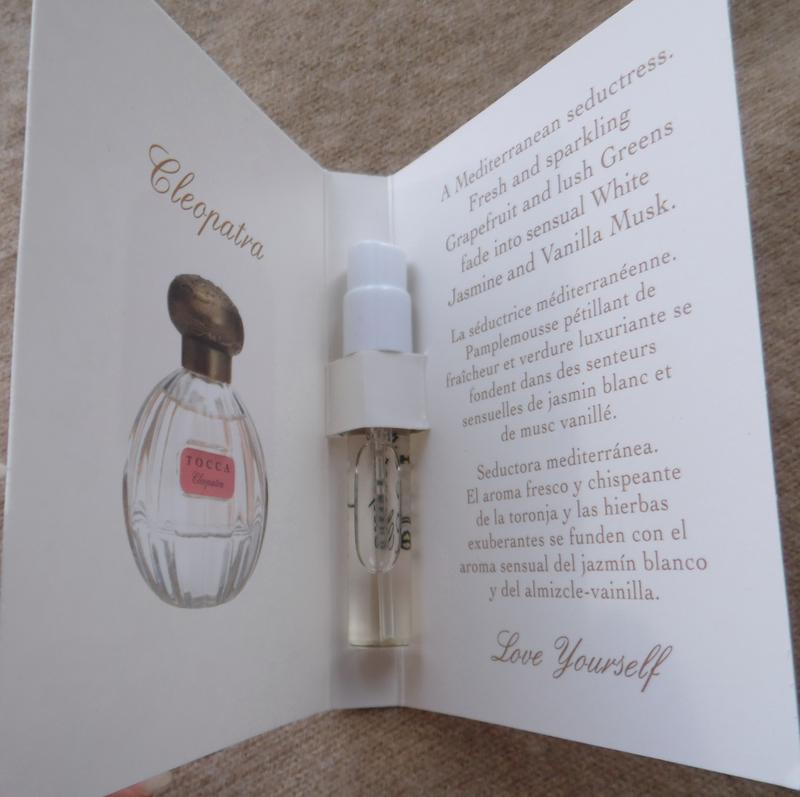 Cleopatra
TOCCA
Cleopatra
A Mediterranean seductress.
Fresh and sparkling
Grapefruit and lush Greens
fade into sensual White
Jasmine and Vanilla Musk.
La séductrice méditerranéenne.
Pamplemousse pétillant de
fraîcheur et verdure luxuriante se
fondent dans des senteurs
sensuelles de jasmin blanc et
de musc vanillé.
Seductora mediterránea.
El aroma fresco y chispeante
de la toronja y las hierbas
exuberantes se funden con el
aroma sensual del jazmín blanco
y del almizcle-vainilla.
Love Yourself